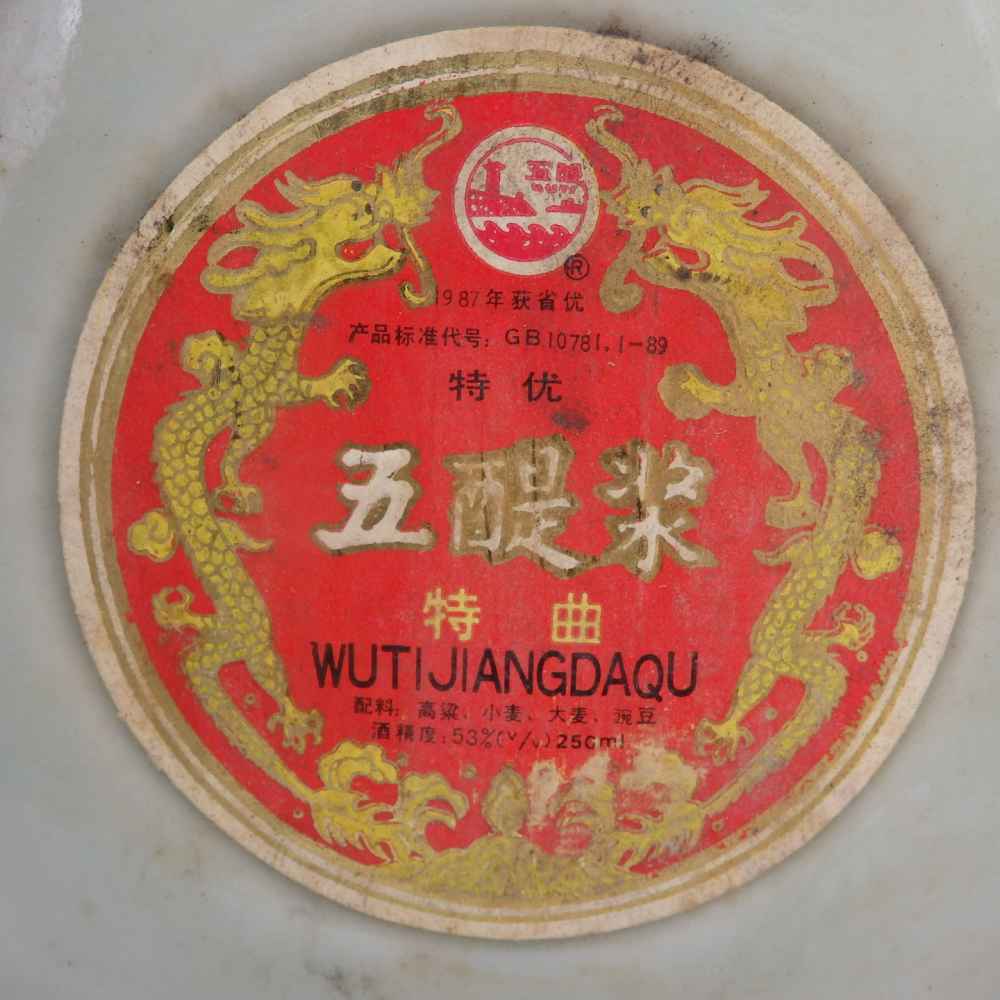 五醍
®
1987年获省优
产品标准代号：GB10781.1-89
特优
五醍浆
特曲
WUTIJIANGDAQU
配料：高粱、小麦、大麦、豌豆
酒精度：53%(V/V)250ml